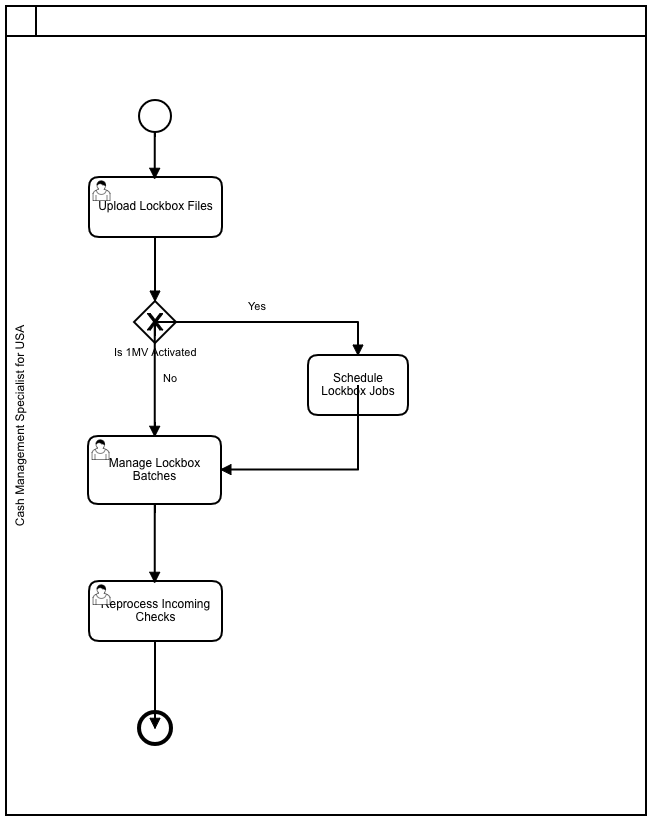 Upload Lockbox Files
Yes
Is 1MV Activated
No
Schedule
Lockbox Jobs
Manage Lockbox
Batches
Reprocess Incoming
Checks
Cash Management Specialist for USA